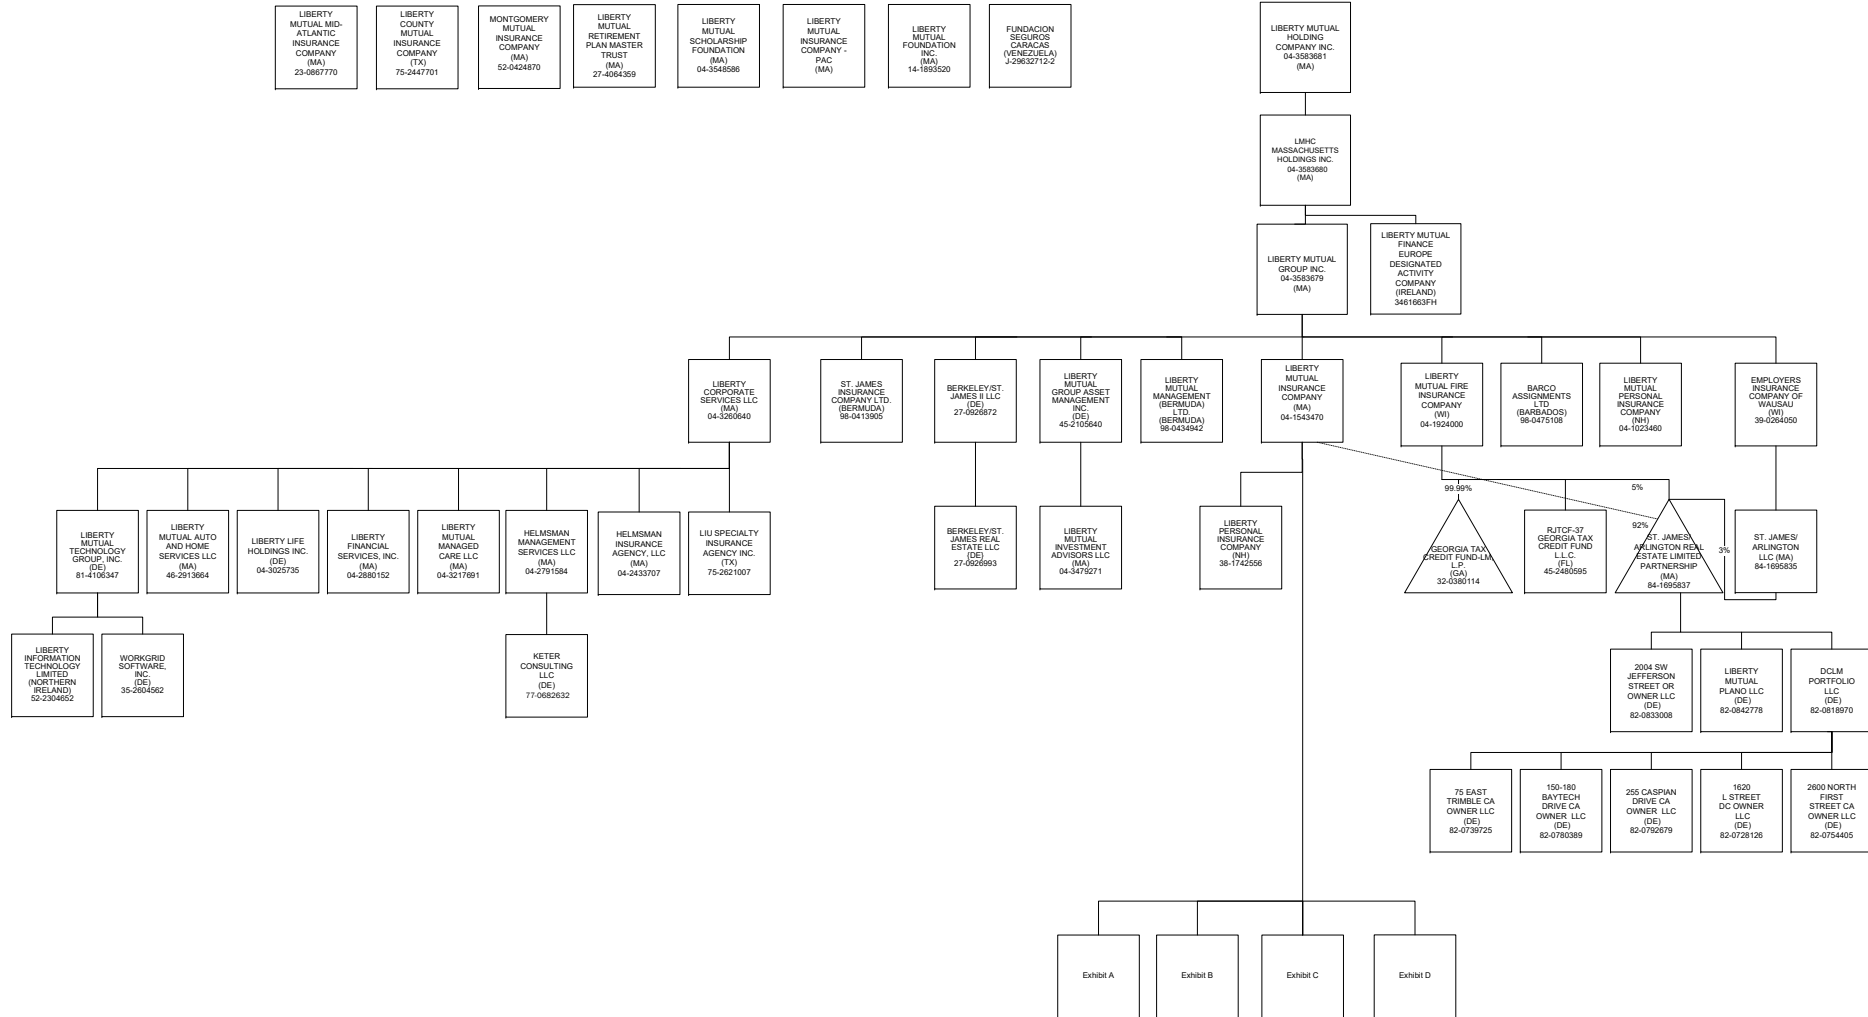 LIBERTY
MUTUAL MID-
ATLANTIC
INSURANCE
COMPANY
(MA)
23-0867770
LIBERTY
COUNTY
MUTUAL
INSURANCE
COMPANY
(TX)
75-2447701
MONTGOMERY
MUTUAL
INSURANCE
COMPANY
(MA)
52-0424870
LIBERTY
MUTUAL
RETIREMENT
PLAN MASTER
TRUST
(MA)
27-4064359
LIBERTY
MUTUAL
SCHOLARSHIP
FOUNDATION
(MA)
04-3548586
LIBERTY
MUTUAL
INSURANCE
COMPANY -
PAC
(MA)
LIBERTY
MUTUAL
FOUNDATION
INC.
(MA)
14-1893520
FUNDACION
SEGUROS
CARACAS
(VENEZUELA)
J-29632712-2
LIBERTY MUTUAL
HOLDING
COMPANY INC.
04-3583681
(MA)
LMHC
MASSACHUSETTS
HOLDINGS INC.
04-3583680
(MA)
LIBERTY MUTUAL
GROUP INC.
04-3583679
(MA)
LIBERTY MUTUAL
FINANCE
EUROPE
DESIGNATED
ACTIVITY
COMPANY
(IRELAND)
3461663FH
LIBERTY
CORPORATE
SERVICES LLC
(MA)
04-3260640
ST. JAMES
INSURANCE
COMPANY LTD.
(BERMUDA)
98-0413905
BERKELEY/ST.
JAMES II LLC
(DE)
27-0926872
LIBERTY
MUTUAL
GROUP ASSET
MANAGEMENT
INC.
(DE)
45-2105640
LIBERTY
MUTUAL
MANAGEMENT
(BERMUDA)
LTD.
(BERMUDA)
98-0434942
LIBERTY
MUTUAL
INSURANCE
COMPANY
(MA)
04-1543470
LIBERTY
MUTUAL FIRE
INSURANCE
COMPANY
(WI)
04-1924000
BARCO
ASSIGNMENTS
LTD
(BARBADOS)
98-0475108
LIBERTY
MUTUAL
PERSONAL
INSURANCE
COMPANY
(NH)
04-1023460
EMPLOYERS
INSURANCE
COMPANY OF
WAUSAU
(WI)
39-0264050
LIBERTY
MUTUAL
TECHNOLOGY
GROUP, INC.
(DE)
81-4106347
LIBERTY
MUTUAL AUTO
AND HOME
SERVICES LLC
(MA)
46-2913664
LIBERTY LIFE
HOLDINGS INC.
(DE)
04-3025735
LIBERTY
FINANCIAL
SERVICES, INC.
(MA)
04-2880152
LIBERTY
MUTUAL
MANAGED
CARE LLC
(MA)
04-3217691
HELMSMAN
MANAGEMENT
SERVICES LLC
(MA)
04-2791584
HELMSMAN
INSURANCE
AGENCY, LLC
(MA)
04-2433707
LIU SPECIALTY
INSURANCE
AGENCY INC.
(TX)
75-2621007
BERKELEY/ST.
JAMES REAL
ESTATE LLC
(DE)
27-0926993
LIBERTY
MUTUAL
INVESTMENT
ADVISORS LLC
(MA)
04-3479271
LIBERTY
PERSONAL
INSURANCE
COMPANY
(NH)
38-1742556
99.99%
GEORGIA TAX
CREDIT FUND-LM,
L.P.
(GA)
32-0380114
RJTCF-37
GEORGIA TAX
CREDIT FUND
L.L.C.
(FL)
45-2480595
5%
92%
3%
ST. JAMES/
ARLINGTON REAL
ESTATE LIMITED
PARTNERSHIP
(MA)
84-1695837
ST. JAMES/
ARLINGTON
LLC (MA)
84-1695835
LIBERTY
INFORMATION
TECHNOLOGY
LIMITED
(NORTHERN
IRELAND)
52-2304652
WORKGRID
SOFTWARE,
INC.
(DE)
35-2604562
KETER
CONSULTING
LLC
(DE)
77-0682632
2004 SW
JEFFERSON
STREET OR
OWNER LLC
(DE)
82-0833008
LIBERTY
MUTUAL
PLANO LLC
(DE)
82-0842778
DCLM
PORTFOLIO
LLC
(DE)
82-0818970
75 EAST
TRIMBLE CA
OWNER LLC
(DE)
82-0739725
150-180
BAYTECH
DRIVE CA
OWNER LLC
(DE)
82-0780389
255 CASPIAN
DRIVE CA
OWNER LLC
(DE)
82-0792679
1620
L STREET
DC OWNER
LLC
(DE)
82-0728126
2600 NORTH
FIRST
STREET CA
OWNER LLC
(DE)
82-0754405
Exhibit A
Exhibit B
Exhibit C
Exhibit D